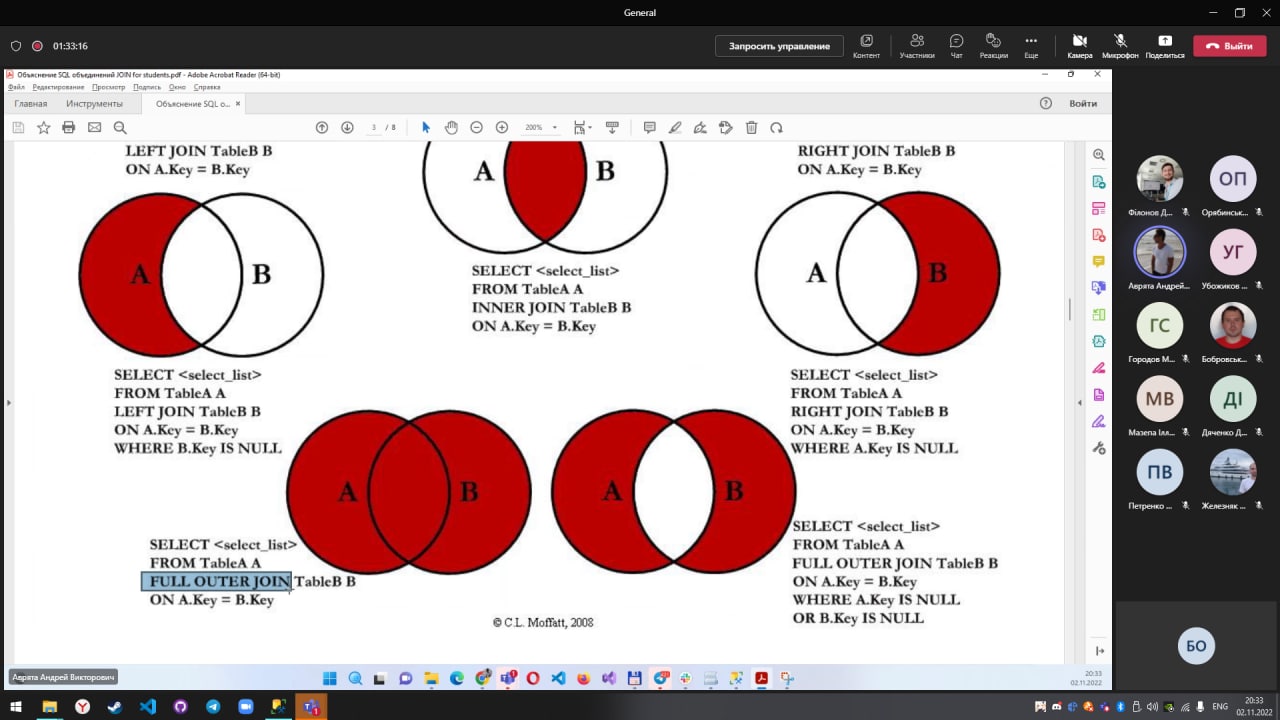 General
01:33:16
Запросить управление
Контент
Участники
Чат
Реакции
Еще
Камера
Микрофон
Поделиться
Выйти
Объяснение SQL объединений JOIN for students.pdf - Adobe Acrobat Reader (64-bit)
Файл Редактирование Просмотр Подпись Окно Справка
Главная Инструменты Объяснение SQL о... × Войти
3 / 8 200%
LEFT JOIN TableB B
ON A.Key = B.Key
A B
RIGHT JOIN TableB B
ON A.Key = B.Key
A B
SELECT <select_list>
FROM TableA A
INNER JOIN TableB B
ON A.Key = B.Key
A B
SELECT <select_list>
FROM TableA A
LEFT JOIN TableB B
ON A.Key = B.Key
WHERE B.Key IS NULL
SELECT <select_list>
FROM TableA A
RIGHT JOIN TableB B
ON A.Key = B.Key
WHERE A.Key IS NULL
A B
A B
SELECT <select_list>
FROM TableA A
FULL OUTER JOIN TableB B
ON A.Key = B.Key
SELECT <select_list>
FROM TableA A
FULL OUTER JOIN TableB B
ON A.Key = B.Key
WHERE A.Key IS NULL
OR B.Key IS NULL
© C.L. Moffatt, 2008
Аврята Андрей Викторович
20:33
02.11.2022
ОП
Філонов Д... Орябинськ...
УГ
Аврята Андрей... Убожиков ...
ГС
Городов М... Бобровськ...
МВ ДІ
Мазепа Ілл... Дяченко Д...
ПВ
Петренко ... Железняк ...
БО
ENG
20:33
02.11.2022